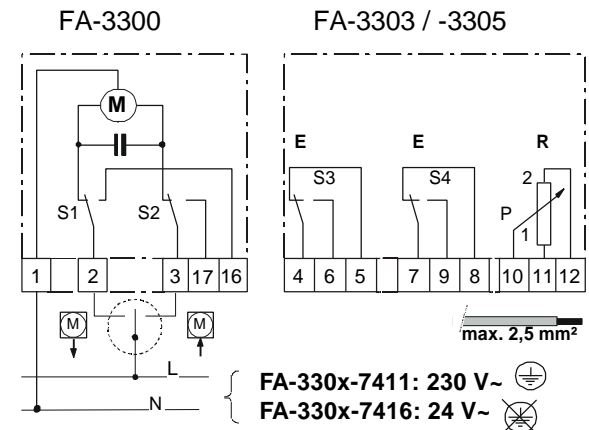 FA-3300
FA-3303 / -3305
M
E
E
R
S3
S4
2
S1
S2
P
1
1
2
3
17
16
4
6
5
7
9
8
10
11
12
M
M
max. 2,5 mm²
L
FA-330x-7411: 230 V~
N
FA-330x-7416: 24 V~